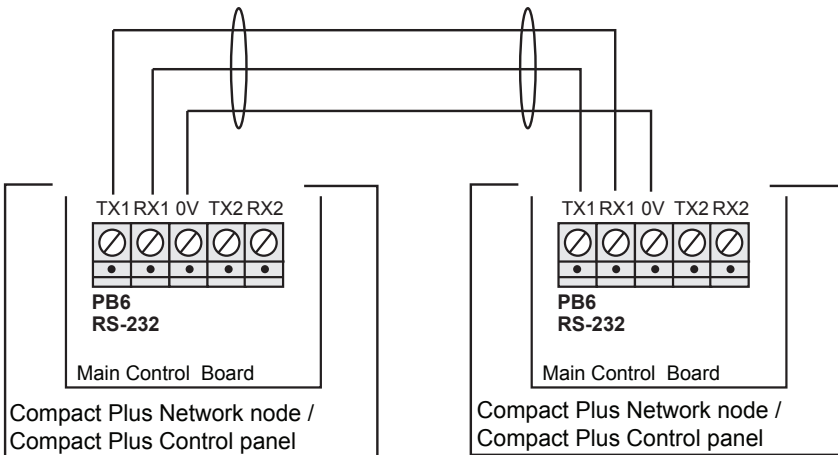 TX1 RX1 0V TX2 RX2
PB6
RS-232
Main Control Board
Compact Plus Network node /
Compact Plus Control panel
TX1 RX1 0V TX2 RX2
PB6
RS-232
Main Control Board
Compact Plus Network node /
Compact Plus Control panel